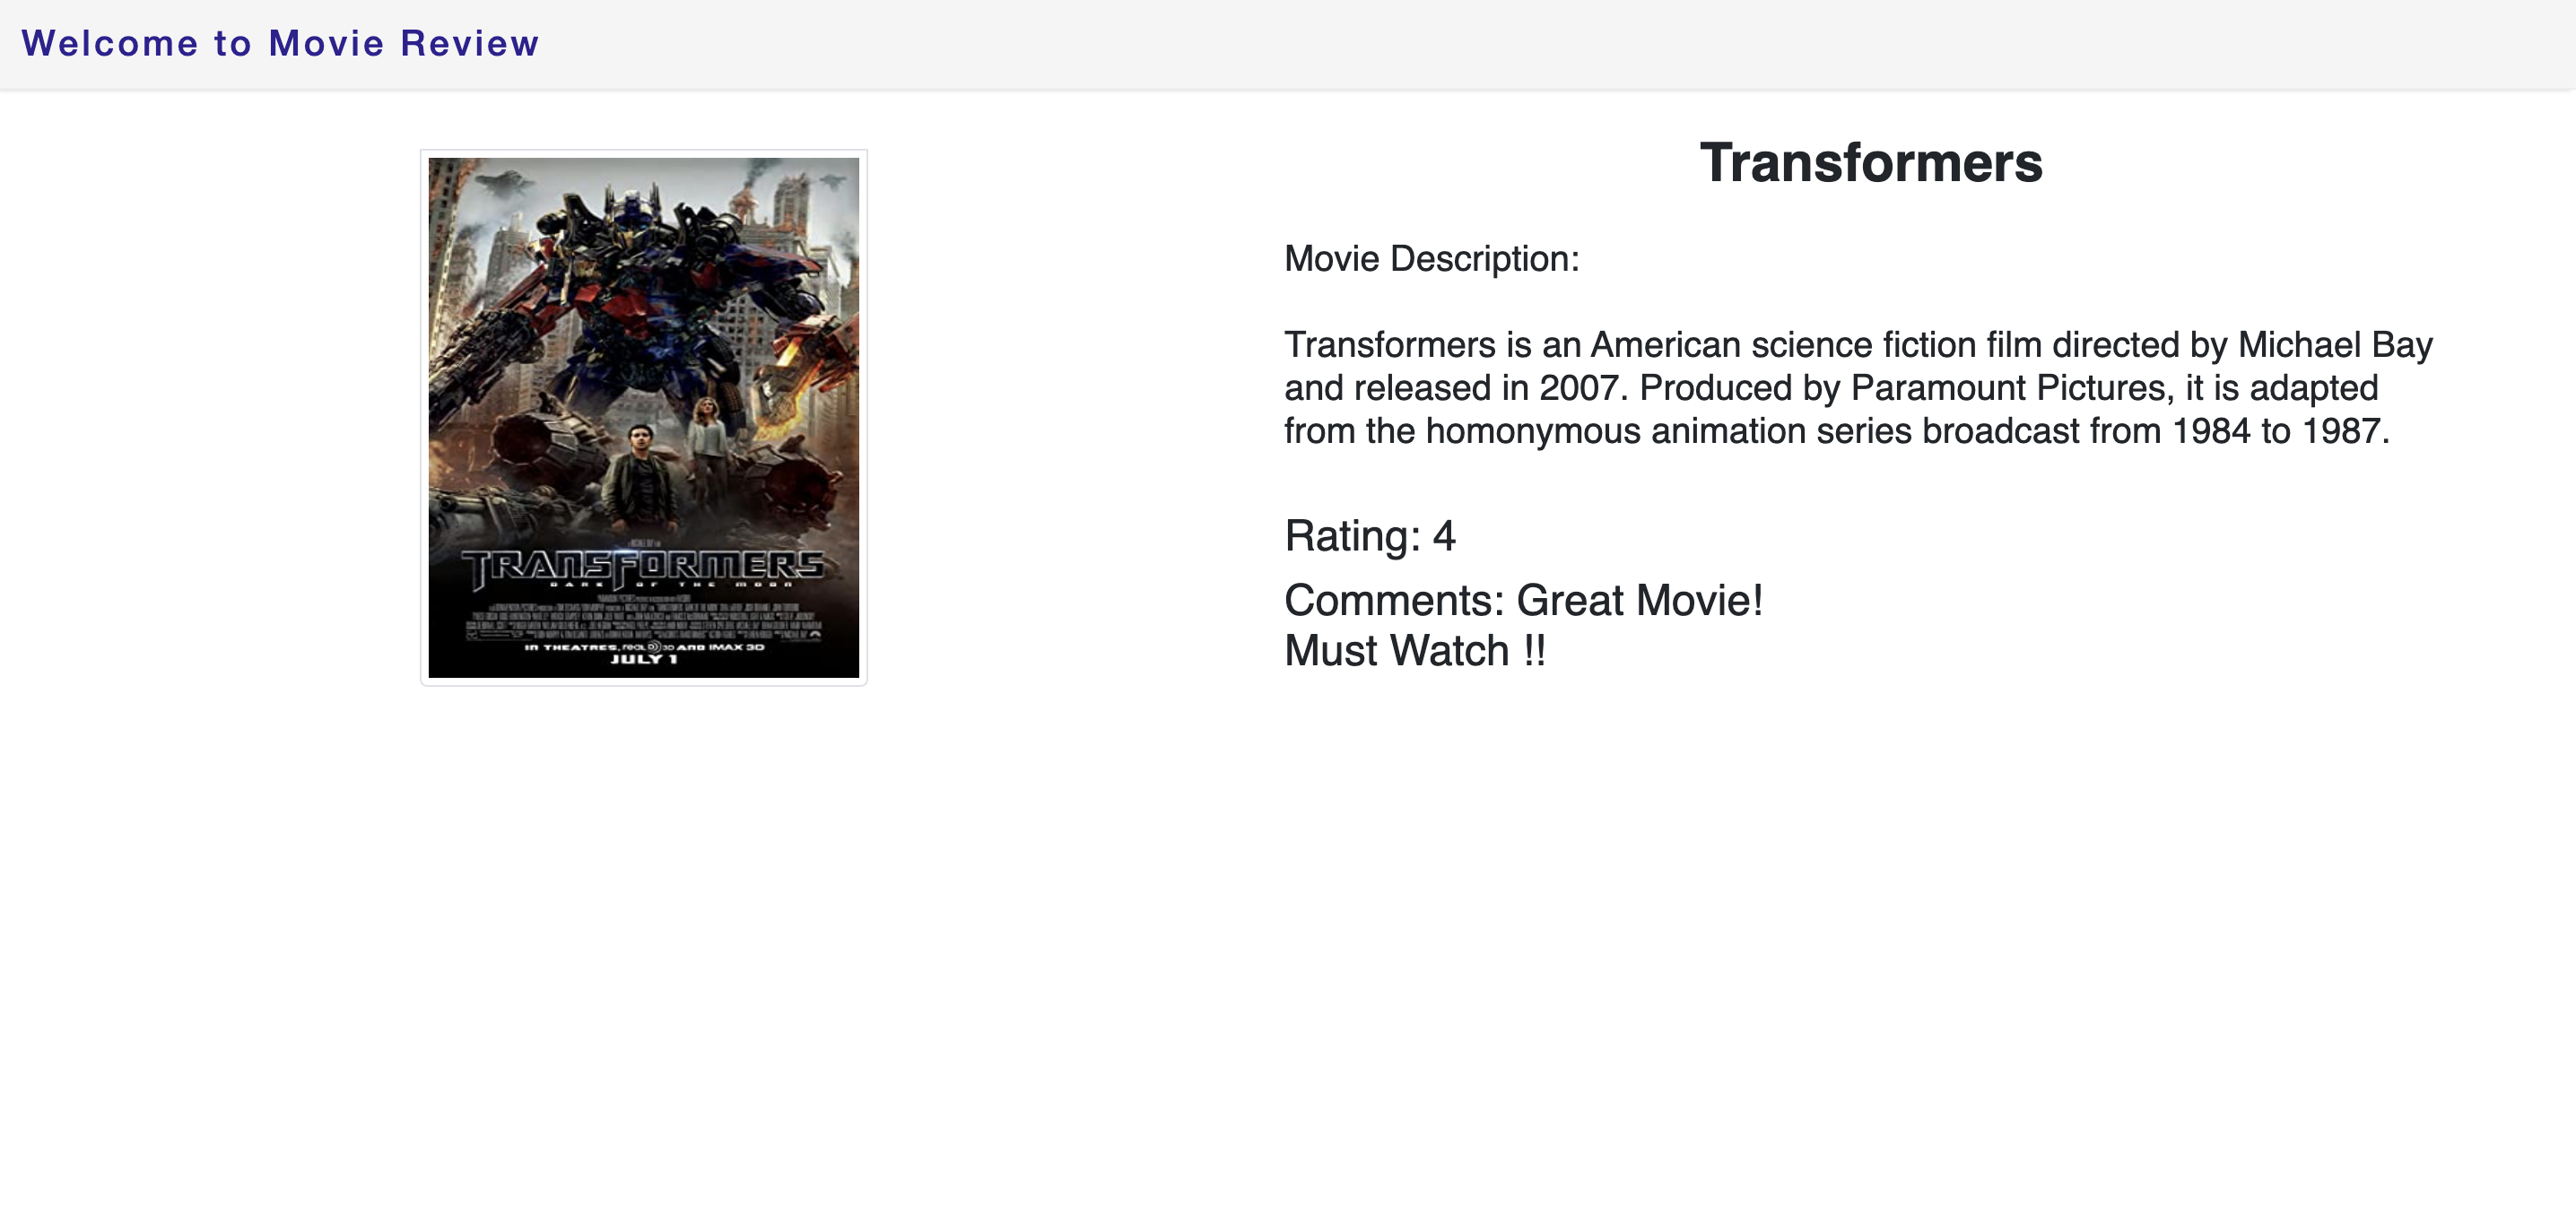 Welcome to Movie Review
TRANSFORMERS
DARK OF THE MOON
IN THEATRES, REAL D 3D AND IMAX 3D
JULY 1
Transformers
Movie Description:
Transformers is an American science fiction film directed by Michael Bay
and released in 2007. Produced by Paramount Pictures, it is adapted
from the homonymous animation series broadcast from 1984 to 1987.
Rating: 4
Comments: Great Movie!
Must Watch !!